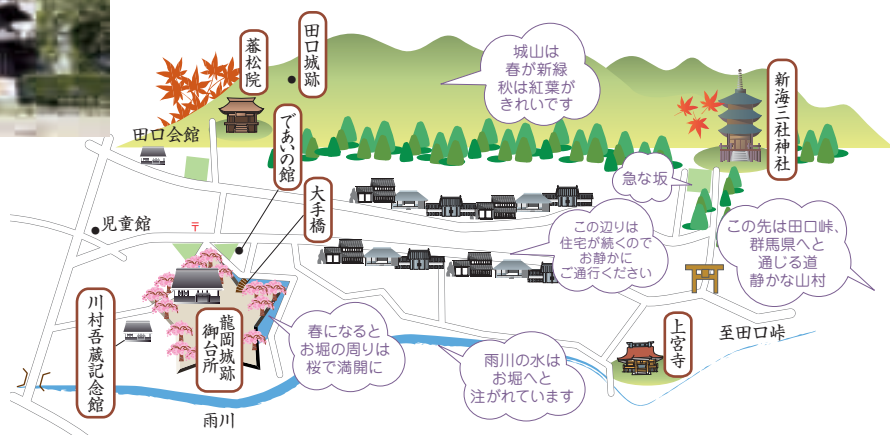 蕃松院
田口城跡
城山は
春が新緑
秋は紅葉が
きれいです
新海三社神社
田口会館
であいの館
大手橋
急な坂
児童館
〒
この辺りは
住宅が続くので
お静かに
ご通行ください
この先は田口峠、
群馬県へと
通じる道
静かな山村
川村吾蔵記念館
龍岡城跡
御台所
春になると
お堀の周りは
桜で満開に
雨川の水は
お堀へと
注がれています
上宮寺
至田口峠
雨川